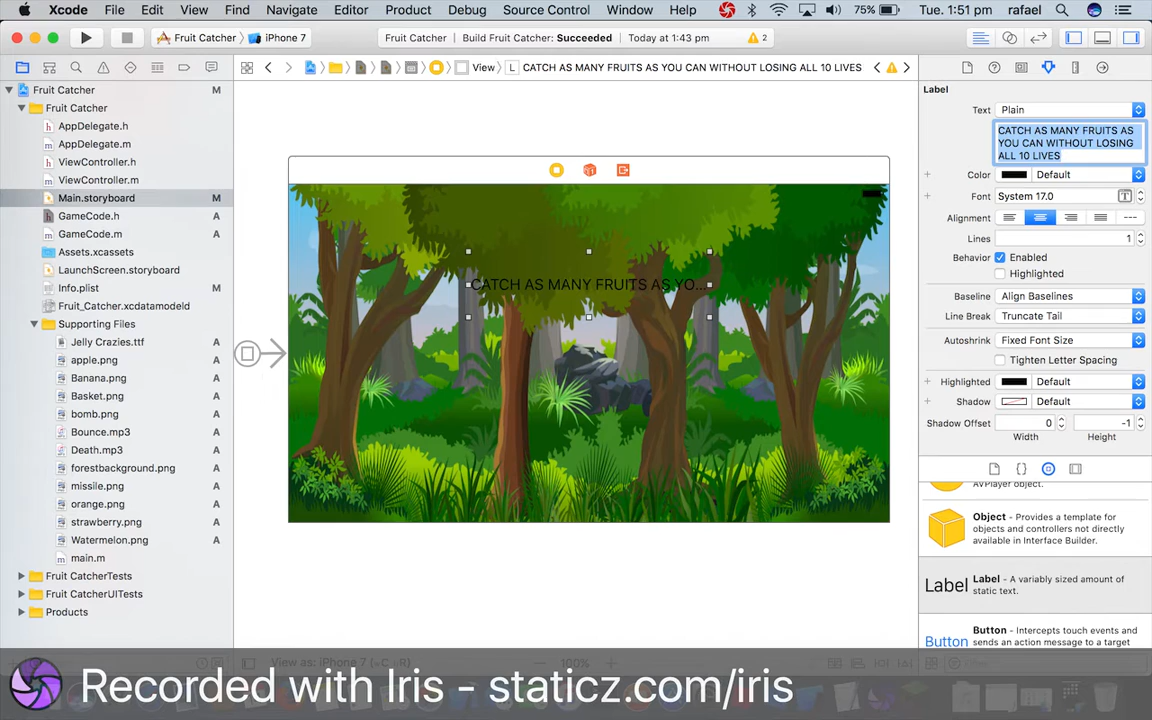 Xcode File Edit View Find Navigate Editor Product Debug Source Control Window Help 75% Tue. 1:51 pm rafael
Fruit Catcher iPhone 7 Fruit Catcher Build Fruit Catcher: Succeeded Today at 1:43 pm 2
View L CATCH AS MANY FRUITS AS YOU CAN WITHOUT LOSING ALL 10 LIVES
Fruit Catcher M
Fruit Catcher
AppDelegate.h
AppDelegate.m
ViewController.h
ViewController.m
Main.storyboard M
GameCode.h A
GameCode.m A
Assets.xcassets
LaunchScreen.storyboard
Info.plist M
Fruit_Catcher.xcdatamodeld
Supporting Files
Jelly Crazies.ttf A
apple.png A
Banana.png A
Basket.png A
bomb.png A
Bounce.mp3 A
Death.mp3 A
forestbackground.png A
missile.png A
orange.png A
strawberry.png A
Watermelon.png A
main.m
Fruit CatcherTests
Fruit CatcherUITests
Products
CATCH AS MANY FRUITS AS YO...
Label
Text Plain
CATCH AS MANY FRUITS AS
YOU CAN WITHOUT LOSING
ALL 10 LIVES
Color Default
Font System 17.0
Alignment
Lines 1
Behavior Enabled
Highlighted
Baseline Align Baselines
Line Break Truncate Tail
Autoshrink Fixed Font Size
Tighten Letter Spacing
Highlighted Default
Shadow Default
Shadow Offset 0 -1
Width Height
AVPlayer object.
Object - Provides a template for
objects and controllers not directly
available in Interface Builder.
Label Label - A variably sized amount of
static text.
Button Button - Intercepts touch events and
sends an action message to a target
View as: iPhone 7 (wC hR) 100%
Recorded with Iris - staticz.com/iris